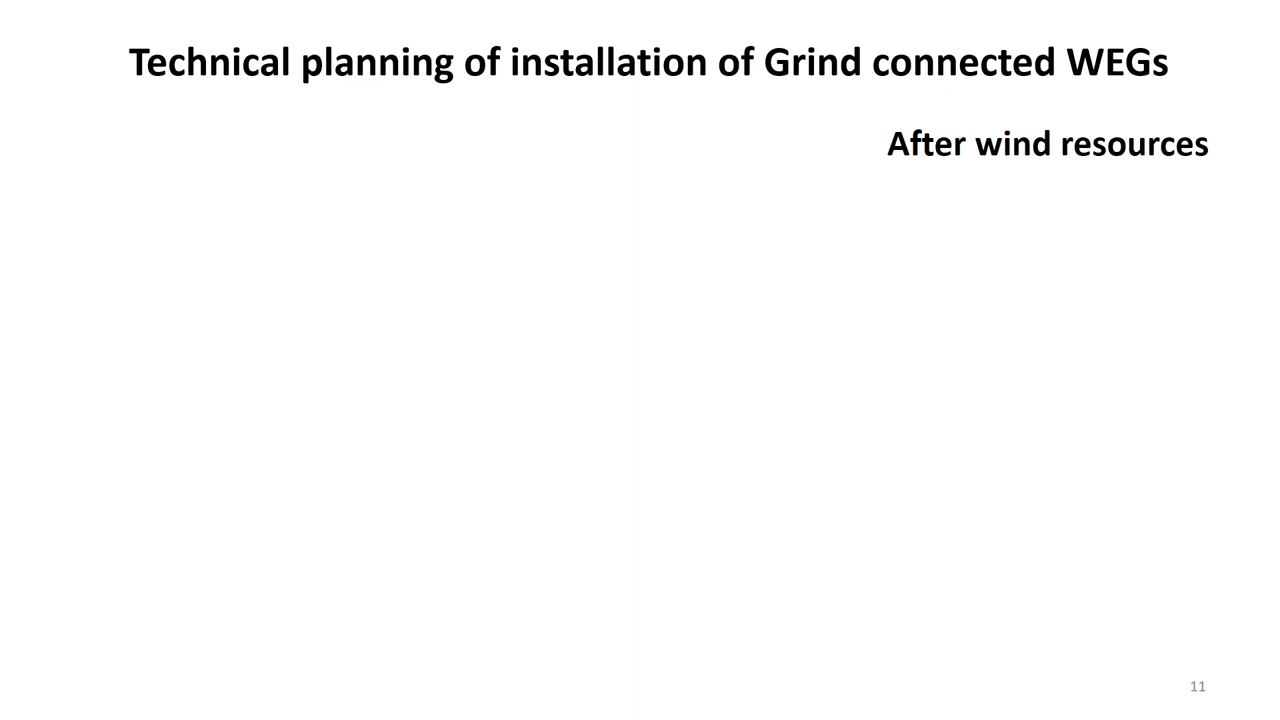 Technical planning of installation of Grind connected WEGs
After wind resources
11